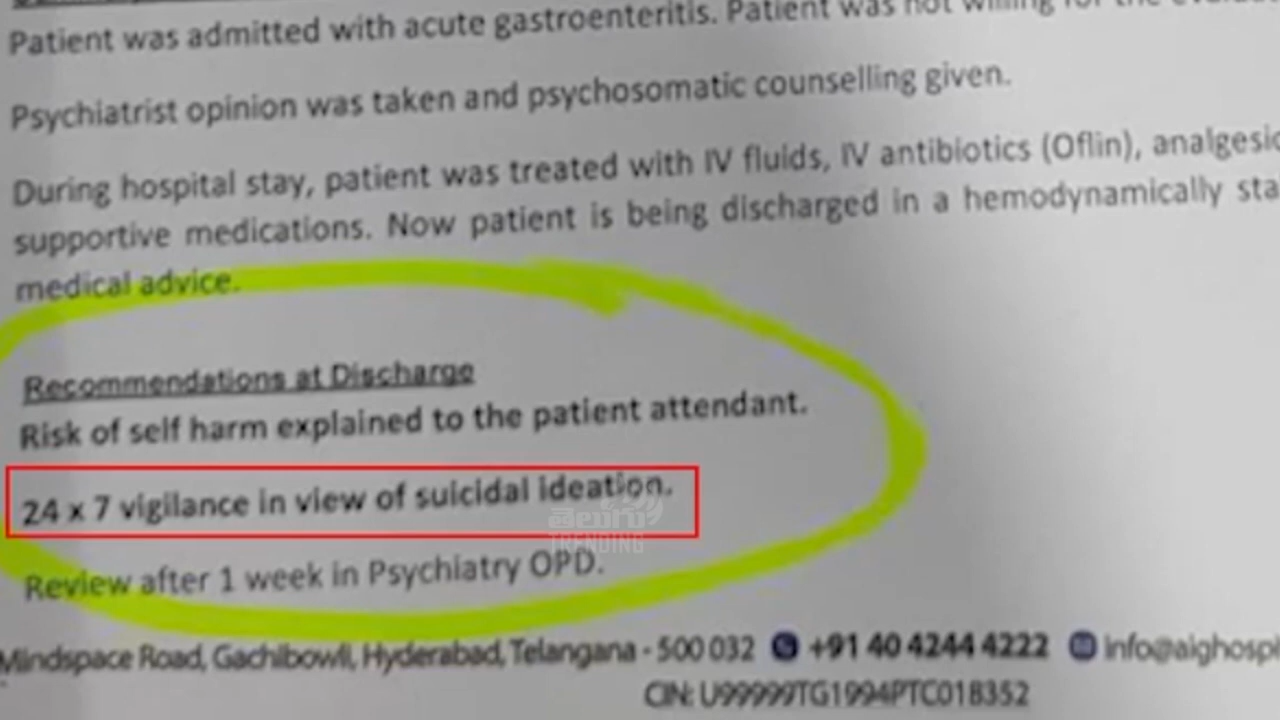 Patient was admitted with acute gastroenteritis. Patient was not willing for the
Psychiatrist opinion was taken and psychosomatic counselling given.
During hospital stay, patient was treated with IV fluids, IV antibiotics (Oflin), analgesic
supportive medications. Now patient is being discharged in a hemodynamically sta
medical advice.
Recommendations at Discharge
Risk of self harm explained to the patient attendant.
24 x 7 vigilance in view of suicidal ideation.
తెలుగు
TRENDING
Review after 1 week in Psychiatry OPD.
Mindspace Road, Gachibowli, Hyderabad, Telangana - 500 032 +91 40 4244 4222 info@aighospi
CIN: U99999TG1994PTC018352